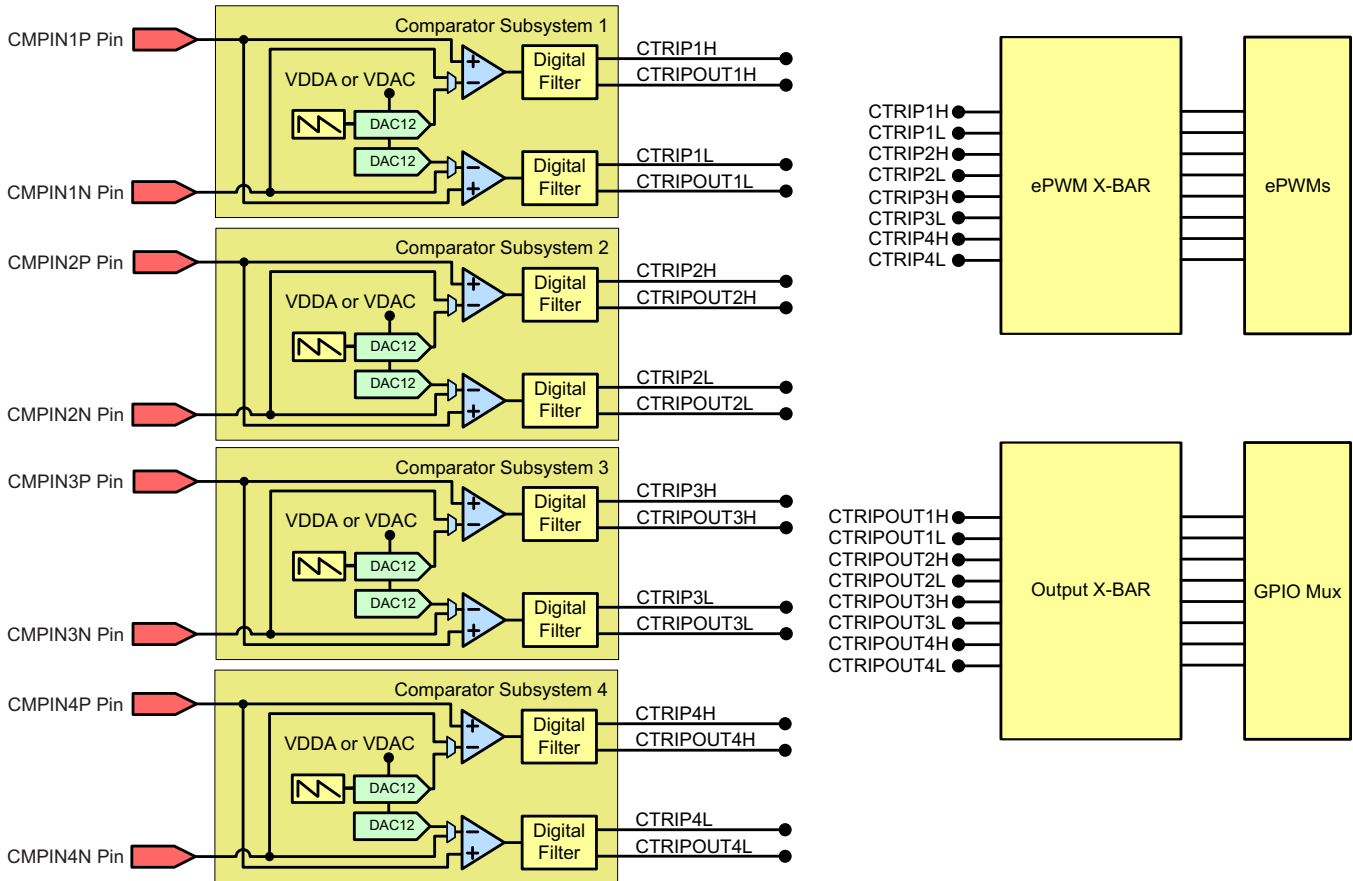 Comparator Subsystem 1
CMPIN1P Pin
VDDA or VDAC
DAC12
DAC12
+
−
Digital
Filter
CTRIP1H
CTRIPOUT1H
−
+
Digital
Filter
CTRIP1L
CTRIPOUT1L
CMPIN1N Pin
Comparator Subsystem 2
CMPIN2P Pin
VDDA or VDAC
DAC12
DAC12
+
−
Digital
Filter
CTRIP2H
CTRIPOUT2H
−
+
Digital
Filter
CTRIP2L
CTRIPOUT2L
CMPIN2N Pin
Comparator Subsystem 3
CMPIN3P Pin
VDDA or VDAC
DAC12
DAC12
+
−
Digital
Filter
CTRIP3H
CTRIPOUT3H
−
+
Digital
Filter
CTRIP3L
CTRIPOUT3L
CMPIN3N Pin
Comparator Subsystem 4
CMPIN4P Pin
VDDA or VDAC
DAC12
DAC12
+
−
Digital
Filter
CTRIP4H
CTRIPOUT4H
−
+
Digital
Filter
CTRIP4L
CTRIPOUT4L
CMPIN4N Pin
CTRIP1H
CTRIP1L
CTRIP2H
CTRIP2L
CTRIP3H
CTRIP3L
CTRIP4H
CTRIP4L
ePWM X-BAR
ePWMs
CTRIPOUT1H
CTRIPOUT1L
CTRIPOUT2H
CTRIPOUT2L
CTRIPOUT3H
CTRIPOUT3L
CTRIPOUT4H
CTRIPOUT4L
Output X-BAR
GPIO Mux